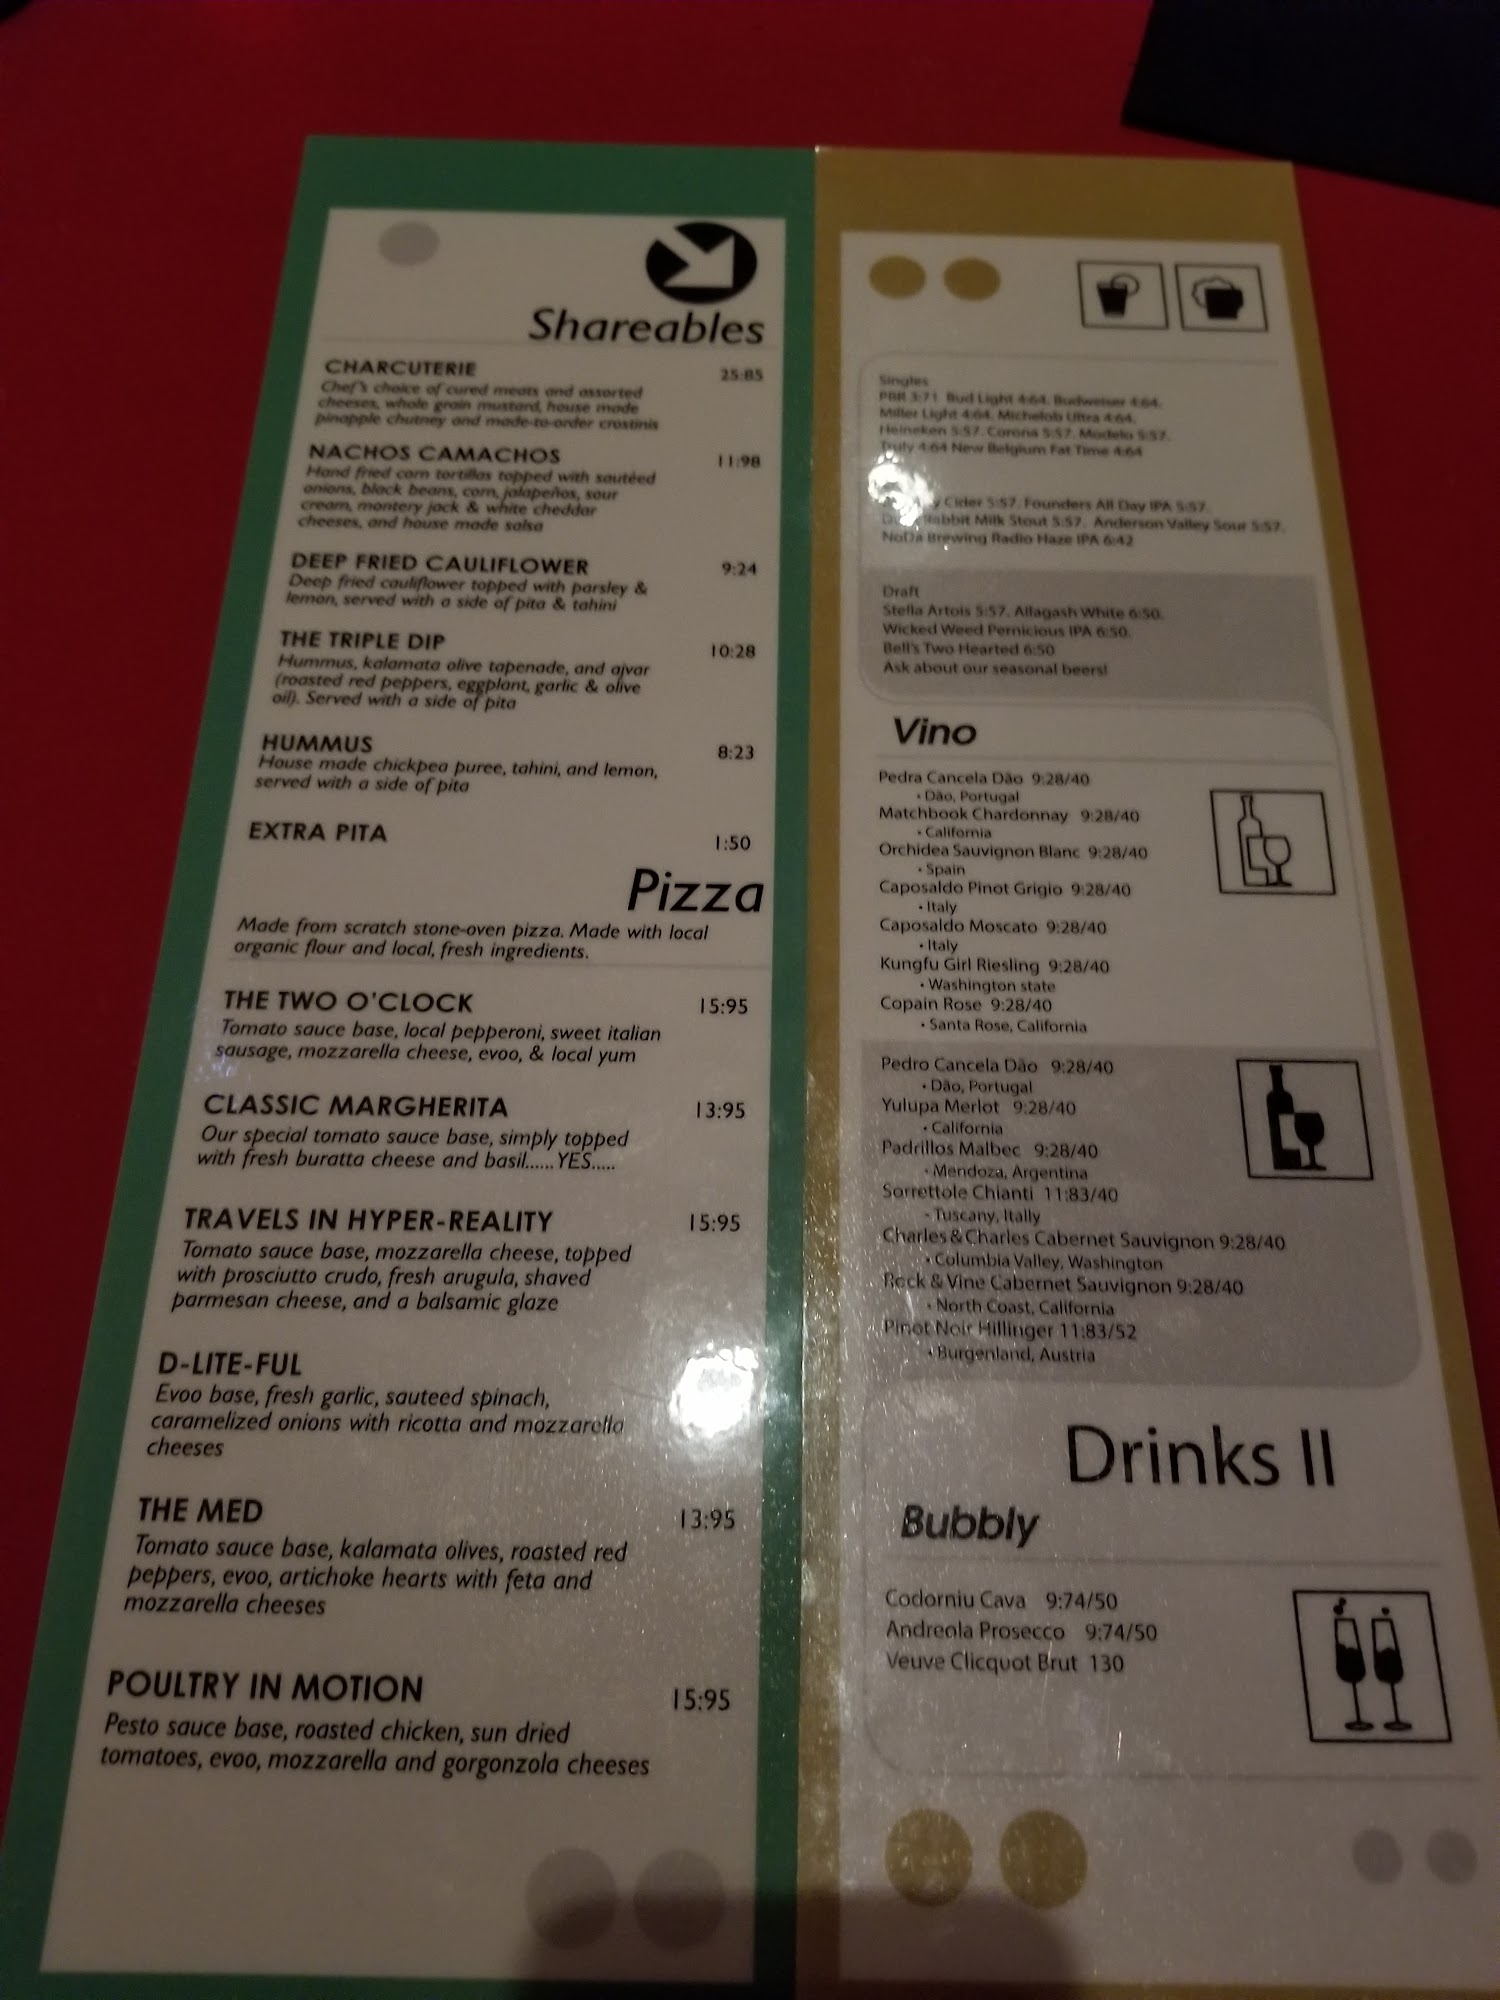 Shareables
CHARCUTERIE 25:85
Chef's choice of cured meats and assorted
cheeses, whole grain mustard, house made
pinapple chutney and made-to-order crostinis
NACHOS CAMACHOS 11:98
Hand fried corn tortillas topped with sautéed
onions, black beans, corn, jalapeños, sour
cream, montery jack & white cheddar
cheeses, and house made salsa
DEEP FRIED CAULIFLOWER 9:24
Deep fried cauliflower topped with parsley &
lemon, served with a side of pita & tahini
THE TRIPLE DIP 10:28
Hummus, kalamata olive tapenade, and ajvar
(roasted red peppers, eggplant, garlic & olive
oil). Served with a side of pita
HUMMUS 8:23
House made chickpea puree, tahini, and lemon,
served with a side of pita
EXTRA PITA 1:50
Pizza
Made from scratch stone-oven pizza. Made with local
organic flour and local, fresh ingredients.
THE TWO O'CLOCK 15:95
Tomato sauce base, local pepperoni, sweet italian
sausage, mozzarella cheese, evoo, & local yum
CLASSIC MARGHERITA 13:95
Our special tomato sauce base, simply topped
with fresh buratta cheese and basil......YES.....
TRAVELS IN HYPER-REALITY 15:95
Tomato sauce base, mozzarella cheese, topped
with prosciutto crudo, fresh arugula, shaved
parmesan cheese, and a balsamic glaze
D-LITE-FUL
Evoo base, fresh garlic, sauteed spinach,
caramelized onions with ricotta and mozzarella
cheeses
THE MED 13:95
Tomato sauce base, kalamata olives, roasted red
peppers, evoo, artichoke hearts with feta and
mozzarella cheeses
POULTRY IN MOTION 15:95
Pesto sauce base, roasted chicken, sun dried
tomatoes, evoo, mozzarella and gorgonzola cheeses
Singles
PBR 3:71. Bud Light 4:64. Budweiser 4:64.
Miller Light 4:64. Michelob Ultra 4:64.
Heineken 5:57. Corona 5:57. Modelo 5:57.
Truly 4:64 New Belgium Fat Time 4:64
Cider 5:57. Founders All Day IPA 5:57.
Rabbit Milk Stout 5:57. Anderson Valley Sour 5:57.
NoDa Brewing Radio Haze IPA 6:42
Draft
Stella Artois 5:57. Allagash White 6:50.
Wicked Weed Pernicious IPA 6:50.
Bell's Two Hearted 6:50
Ask about our seasonal beers!
Vino
Pedra Cancela Dão 9:28/40
• Dão, Portugal
Matchbook Chardonnay 9:28/40
• California
Orchidea Sauvignon Blanc 9:28/40
• Spain
Caposaldo Pinot Grigio 9:28/40
• Italy
Caposaldo Moscato 9:28/40
• Italy
Kungfu Girl Riesling 9:28/40
• Washington state
Copain Rose 9:28/40
• Santa Rose, California
Pedro Cancela Dão 9:28/40
• Dão, Portugal
Yulupa Merlot 9:28/40
• California
Padrillos Malbec 9:28/40
• Mendoza, Argentina
Sorrettole Chianti 11:83/40
• Tuscany, Itally
Charles & Charles Cabernet Sauvignon 9:28/40
• Columbia Valley, Washington
Rock & Vine Cabernet Sauvignon 9:28/40
• North Coast, California
Pinot Noir Hillinger 11:83/52
• Burgenland, Austria
Drinks II
Bubbly
Codorniu Cava 9:74/50
Andreola Prosecco 9:74/50
Veuve Clicquot Brut 130